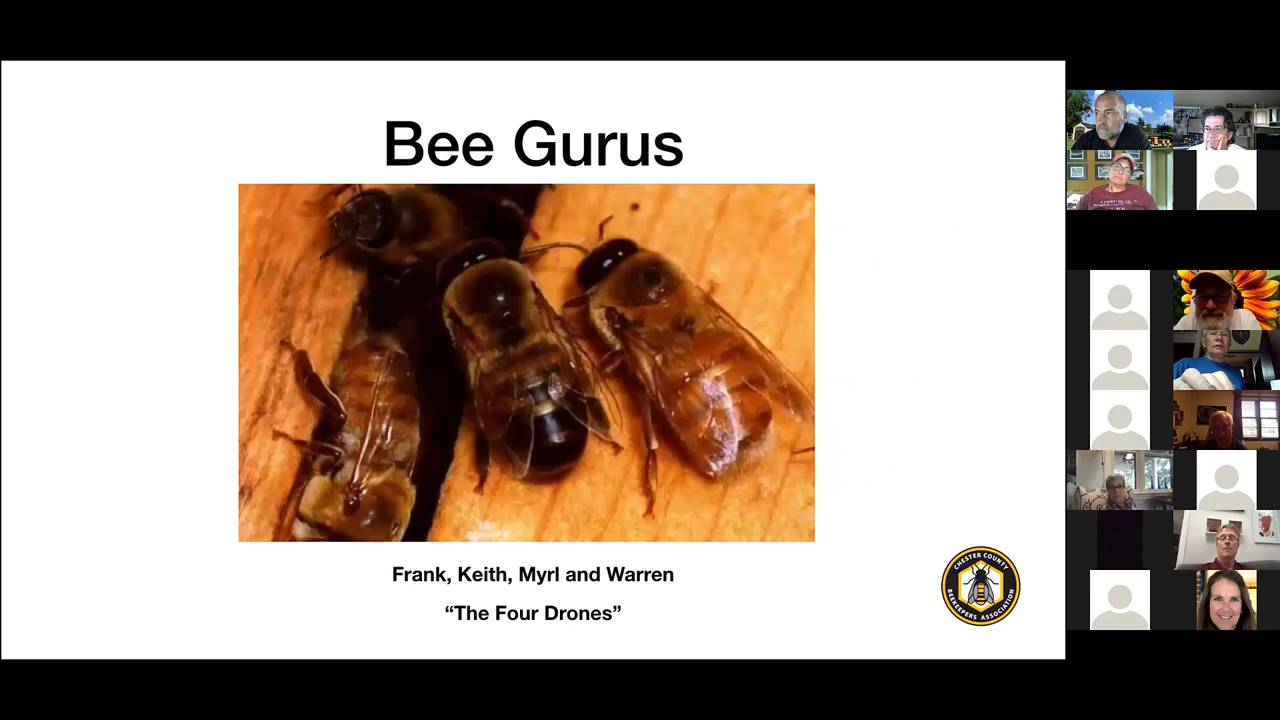 Bee Gurus
Frank, Keith, Myrl and Warren
“The Four Drones”
CHESTER COUNTY
BEEKEEPERS ASSOCIATION